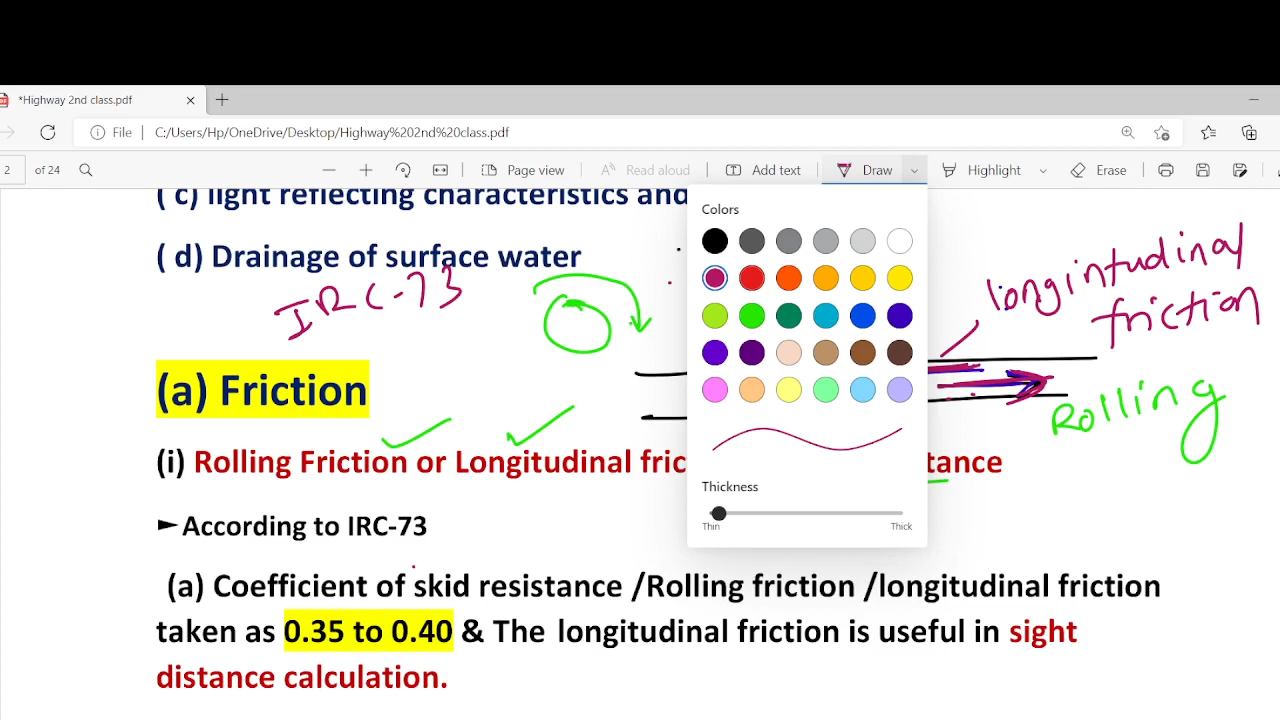 *Highway 2nd class.pdf
File C:/Users/Hp/OneDrive/Desktop/Highway%202nd%20class.pdf
2 of 24 Page view Read aloud Add text Draw Highlight Erase
( c) light reflecting characteristics and
( d) Drainage of surface water
IRC-73
Colors
Thickness
Thin Thick
longintudinal
friction
Rolling
(a) Friction
(i) Rolling Friction or Longitudinal fric tance
►According to IRC-73
(a) Coefficient of skid resistance /Rolling friction /longitudinal friction
taken as 0.35 to 0.40 & The longitudinal friction is useful in sight
distance calculation.